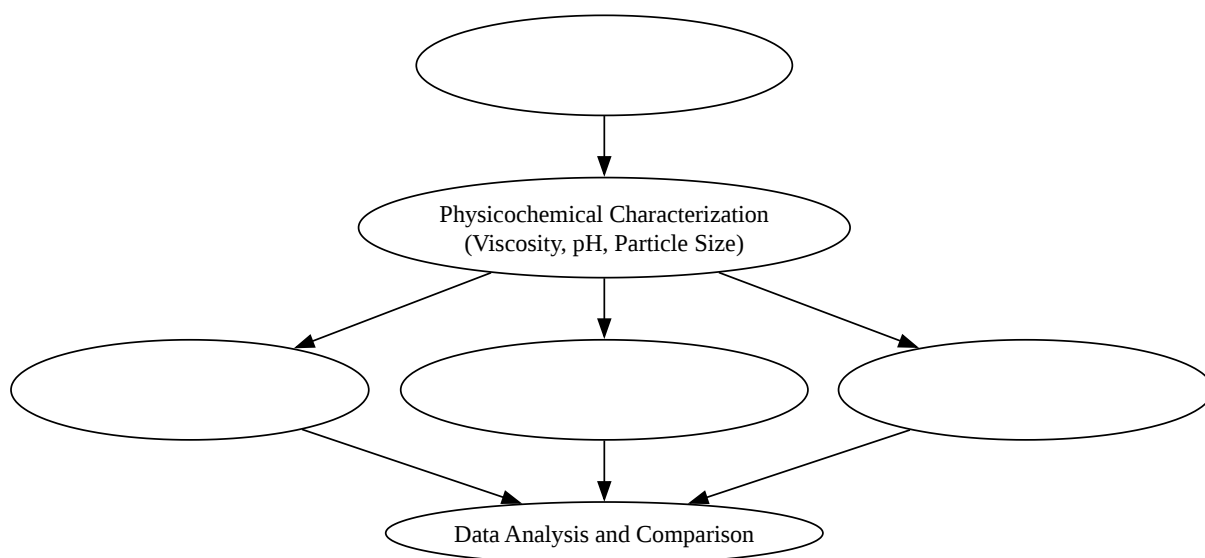 Physicochemical Characterization
(Viscosity, pH, Particle Size)
Data Analysis and Comparison